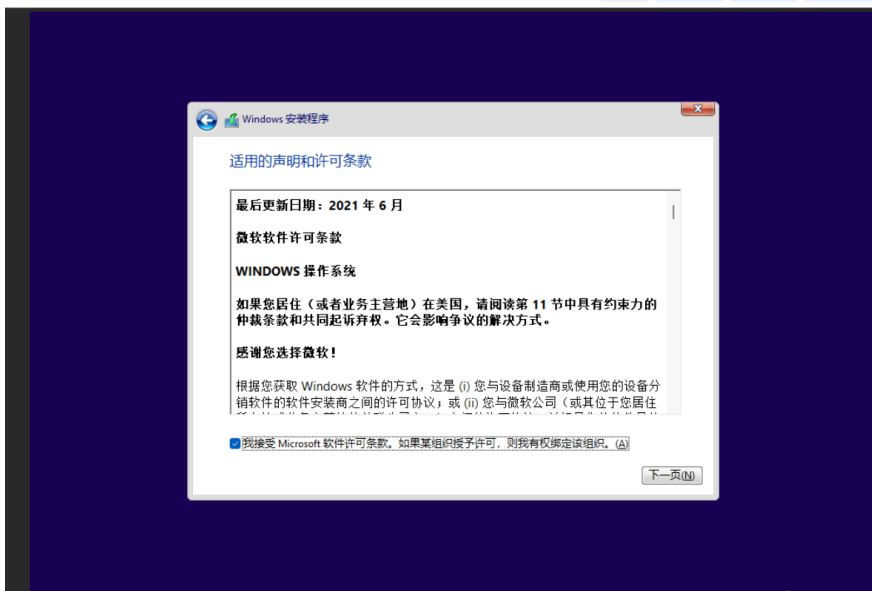 Windows 安装程序
适用的声明和许可条款
最后更新日期：2021 年 6 月
微软软件许可条款
WINDOWS 操作系统
如果您居住（或者业务主营地）在美国，请阅读第 11 节中具有约束力的
仲裁条款和共同起诉弃权。它会影响争议的解决方式。
感谢您选择微软！
根据您获取 Windows 软件的方式，这是 (i) 您与设备制造商或使用您的设备分
销软件的软件安装商之间的许可协议；或 (ii) 您与微软公司（或其位于您居住
我接受 Microsoft 软件许可条款。如果某组织授予许可，则我有权绑定该组织。(A)
下一页(N)